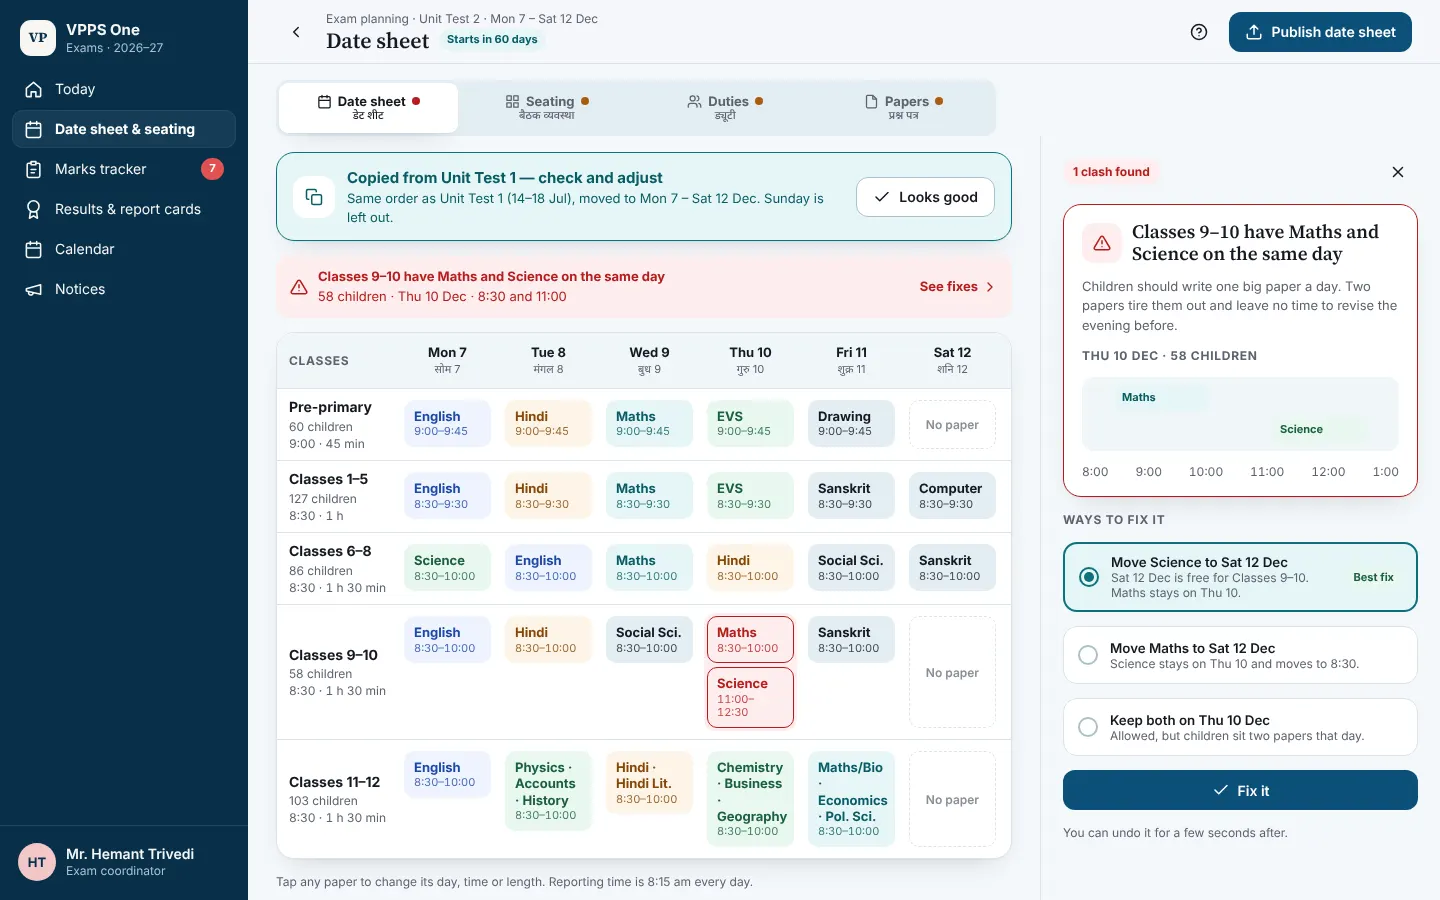 VP
VPPS One
Exams · 2026–27
Today
Date sheet & seating
Marks tracker
7
Results & report cards
Calendar
Notices
HT
Mr. Hemant Trivedi
Exam coordinator
Exam planning · Unit Test 2 · Mon 7 – Sat 12 Dec
Date sheet
Starts in 60 days
Publish date sheet
Date sheet
डेट शीट
Seating
बैठक व्यवस्था
Duties
ड्यूटी
Papers
प्रश्न पत्र
Copied from Unit Test 1 — check and adjust
Same order as Unit Test 1 (14–18 Jul), moved to Mon 7 – Sat 12 Dec. Sunday is
left out.
Looks good
Classes 9–10 have Maths and Science on the same day
58 children · Thu 10 Dec · 8:30 and 11:00
See fixes
CLASSES
Mon 7
सोम 7
Tue 8
मंगल 8
Wed 9
बुध 9
Thu 10
गुरु 10
Fri 11
शुक्र 11
Sat 12
शनि 12
Pre-primary
60 children
9:00 · 45 min
English
9:00–9:45
Hindi
9:00–9:45
Maths
9:00–9:45
EVS
9:00–9:45
Drawing
9:00–9:45
No paper
Classes 1–5
127 children
8:30 · 1 h
English
8:30–9:30
Hindi
8:30–9:30
Maths
8:30–9:30
EVS
8:30–9:30
Sanskrit
8:30–9:30
Computer
8:30–9:30
Classes 6–8
86 children
8:30 · 1 h 30 min
Science
8:30–10:00
English
8:30–10:00
Maths
8:30–10:00
Hindi
8:30–10:00
Social Sci.
8:30–10:00
Sanskrit
8:30–10:00
Classes 9–10
58 children
8:30 · 1 h 30 min
English
8:30–10:00
Hindi
8:30–10:00
Social Sci.
8:30–10:00
Maths
8:30–10:00
Science
11:00–
12:30
Sanskrit
8:30–10:00
No paper
Classes 11–12
103 children
8:30 · 1 h 30 min
English
8:30–10:00
Physics ·
Accounts
· History
8:30–10:00
Hindi ·
Hindi Lit.
8:30–10:00
Chemistry
· Business
·
Geography
8:30–10:00
Maths/Bio
·
Economics
· Pol. Sci.
8:30–10:00
No paper
Tap any paper to change its day, time or length. Reporting time is 8:15 am every day.
1 clash found
Classes 9–10 have Maths and
Science on the same day
Children should write one big paper a day. Two
papers tire them out and leave no time to revise the
evening before.
THU 10 DEC · 58 CHILDREN
Maths
Science
8:00 9:00 10:00 11:00 12:00 1:00
WAYS TO FIX IT
Move Science to Sat 12 Dec
Sat 12 Dec is free for Classes 9–10.
Maths stays on Thu 10.
Best fix
Move Maths to Sat 12 Dec
Science stays on Thu 10 and moves to 8:30.
Keep both on Thu 10 Dec
Allowed, but children sit two papers that day.
Fix it
You can undo it for a few seconds after.